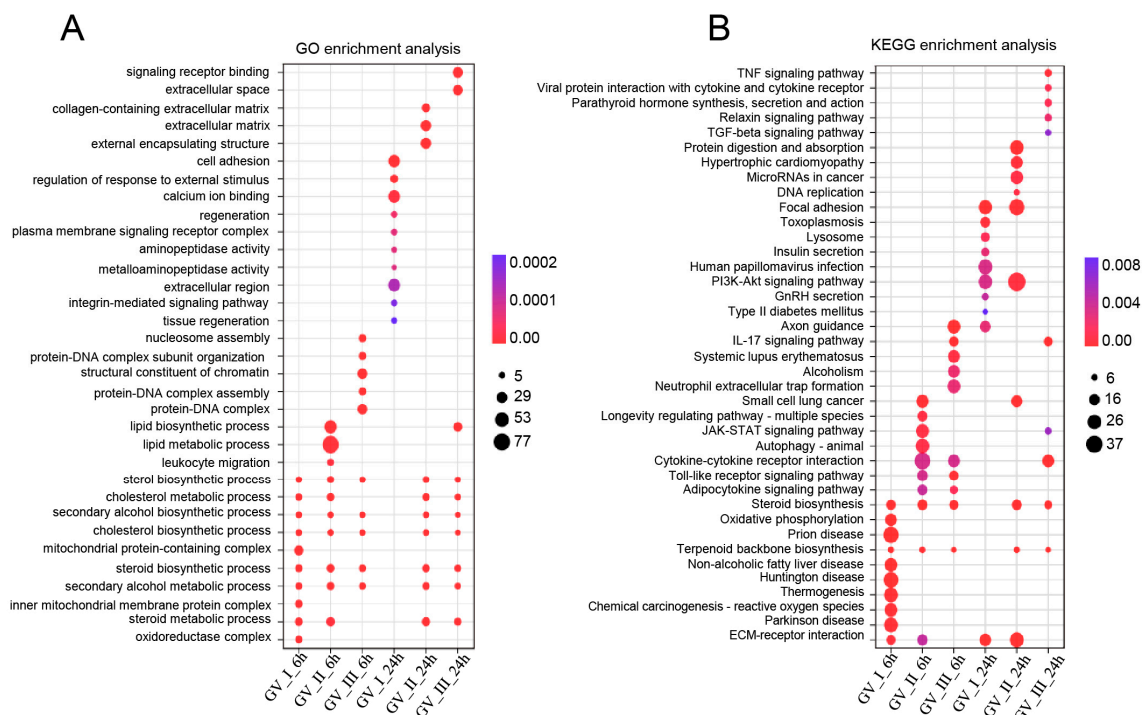 A
GO enrichment analysis
signaling receptor binding
extracellular space
collagen-containing extracellular matrix
extracellular matrix
external encapsulating structure
cell adhesion
regulation of response to external stimulus
calcium ion binding
regeneration
plasma membrane signaling receptor complex
aminopeptidase activity
metalloaminopeptidase activity
extracellular region
integrin-mediated signaling pathway
tissue regeneration
nucleosome assembly
protein-DNA complex subunit organization
structural constituent of chromatin
protein-DNA complex assembly
protein-DNA complex
lipid biosynthetic process
lipid metabolic process
leukocyte migration
sterol biosynthetic process
cholesterol metabolic process
secondary alcohol biosynthetic process
cholesterol biosynthetic process
mitochondrial protein-containing complex
steroid biosynthetic process
secondary alcohol metabolic process
inner mitochondrial membrane protein complex
steroid metabolic process
oxidoreductase complex
GV_I_6h
GV_II_6h
GV_III_6h
GV_I_24h
GV_II_24h
GV_III_24h
0.0002
0.0001
0.00
5
29
53
77
B
KEGG enrichment analysis
TNF signaling pathway
Viral protein interaction with cytokine and cytokine receptor
Parathyroid hormone synthesis, secretion and action
Relaxin signaling pathway
TGF-beta signaling pathway
Protein digestion and absorption
Hypertrophic cardiomyopathy
MicroRNAs in cancer
DNA replication
Focal adhesion
Toxoplasmosis
Lysosome
Insulin secretion
Human papillomavirus infection
PI3K-Akt signaling pathway
GnRH secretion
Type II diabetes mellitus
Axon guidance
IL-17 signaling pathway
Systemic lupus erythematosus
Alcoholism
Neutrophil extracellular trap formation
Small cell lung cancer
Longevity regulating pathway - multiple species
JAK-STAT signaling pathway
Autophagy - animal
Cytokine-cytokine receptor interaction
Toll-like receptor signaling pathway
Adipocytokine signaling pathway
Steroid biosynthesis
Oxidative phosphorylation
Prion disease
Terpenoid backbone biosynthesis
Non-alcoholic fatty liver disease
Huntington disease
Thermogenesis
Chemical carcinogenesis - reactive oxygen species
Parkinson disease
ECM-receptor interaction
GV_I_6h
GV_II_6h
GV_III_6h
GV_I_24h
GV_II_24h
GV_III_24h
0.008
0.004
0.00
6
16
26
37